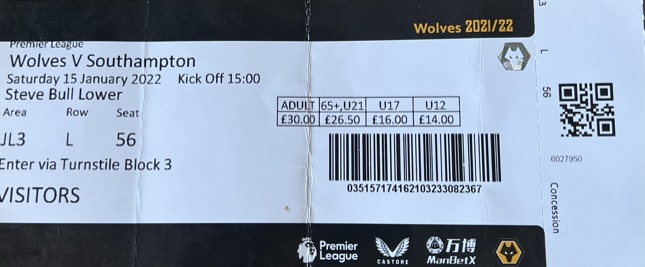 Wolves 2021/22
Premier League
Wolves V Southampton
Saturday 15 January 2022 Kick Off 15:00
Steve Bull Lower
Area Row Seat
JL3 L 56
Enter via Turnstile Block 3
VISITORS
ADULT 65+,U21 U17 U12
£30.00 £26.50 £16.00 £14.00
035157174162103233082367
Premier League
CASTORE
万博
ManBetX
L
56
6027950
Concession